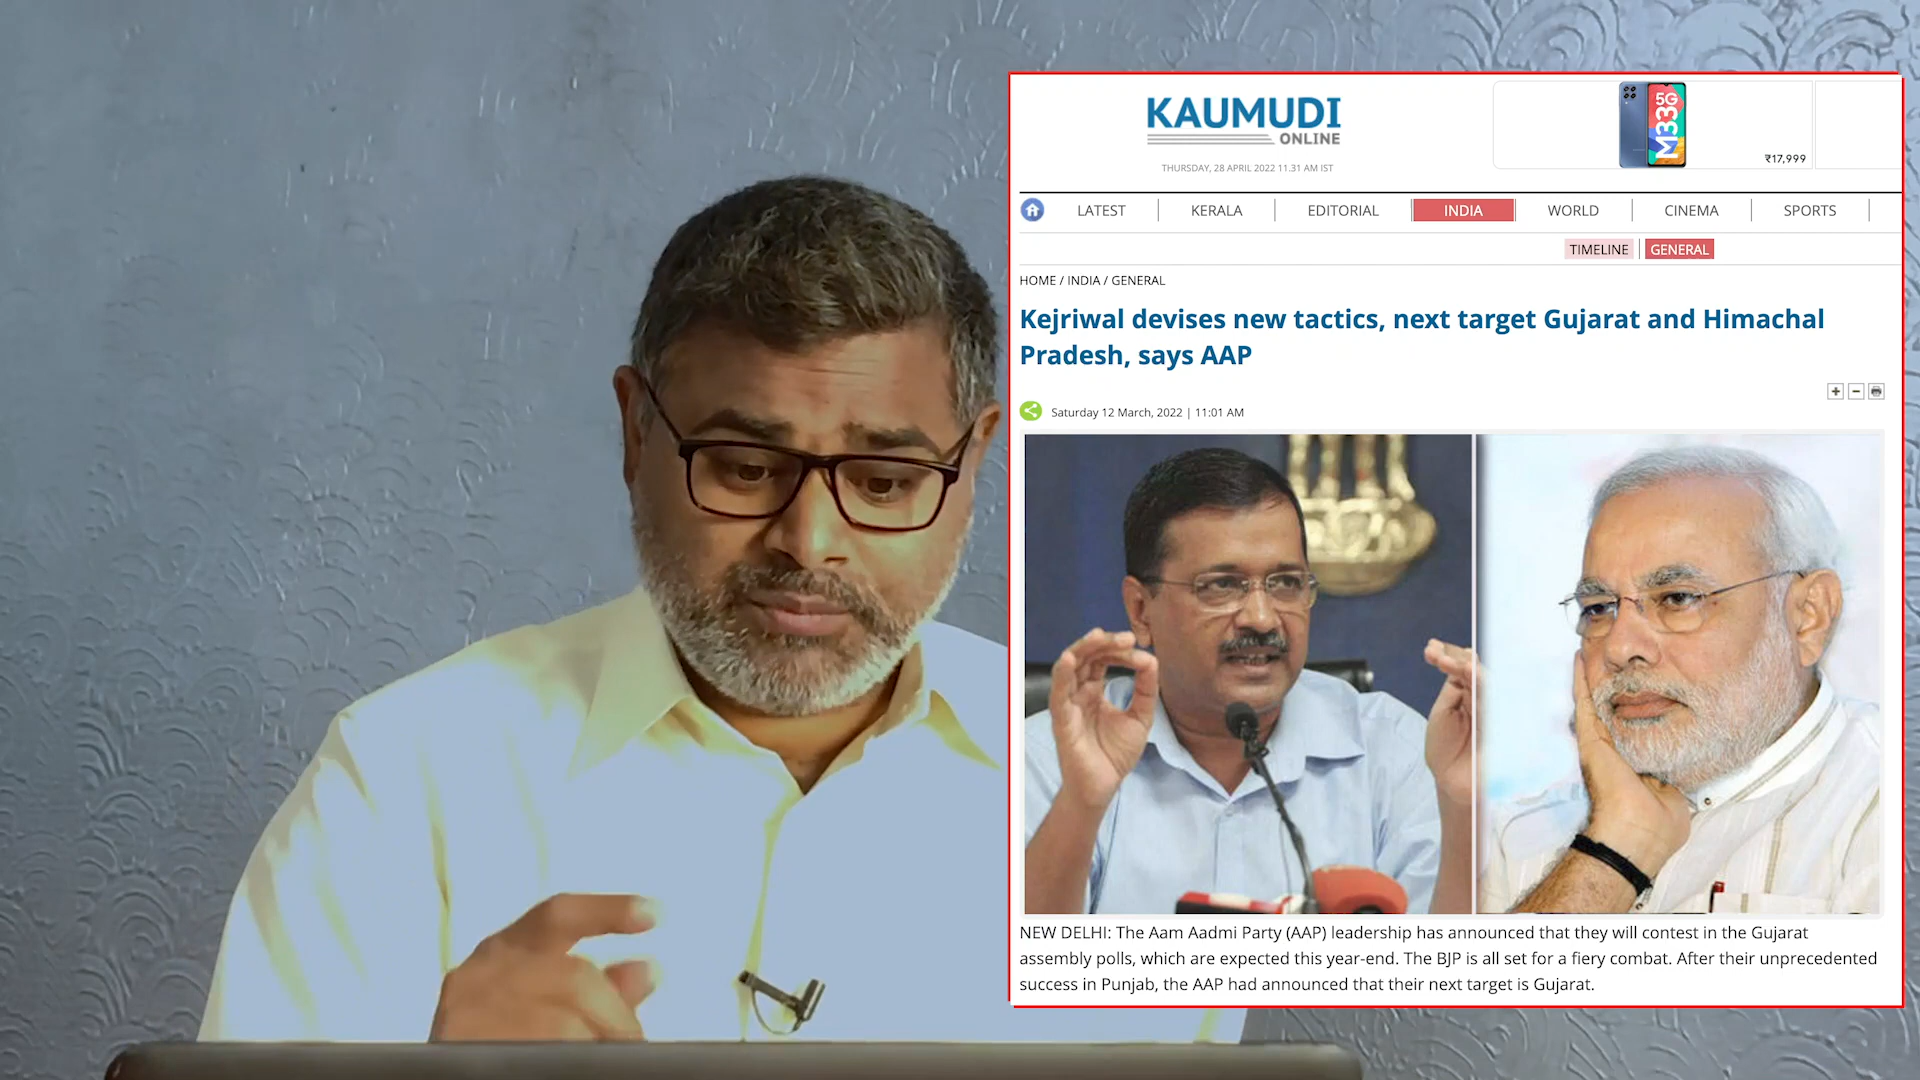 KAUMUDI
ONLINE
THURSDAY, 28 APRIL 2022 11.31 AM IST
M33 5G
₹17,999
LATEST KERALA EDITORIAL INDIA WORLD CINEMA SPORTS
TIMELINE GENERAL
HOME / INDIA / GENERAL
Kejriwal devises new tactics, next target Gujarat and Himachal
Pradesh, says AAP
Saturday 12 March, 2022 | 11:01 AM
NEW DELHI: The Aam Aadmi Party (AAP) leadership has announced that they will contest in the Gujarat
assembly polls, which are expected this year-end. The BJP is all set for a fiery combat. After their unprecedented
success in Punjab, the AAP had announced that their next target is Gujarat.